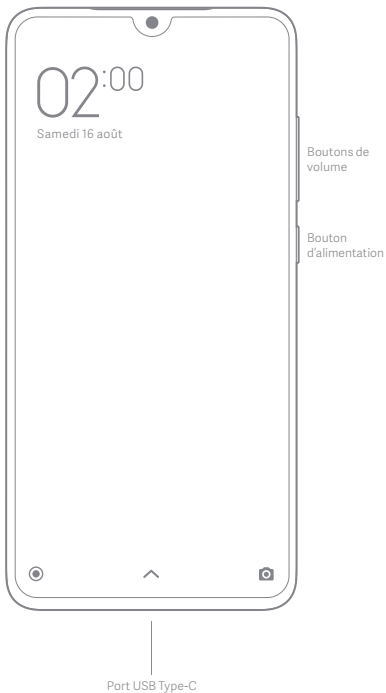 02:00
Samedi 16 août
Boutons de
volume
Bouton
d'alimentation
Port USB Type-C